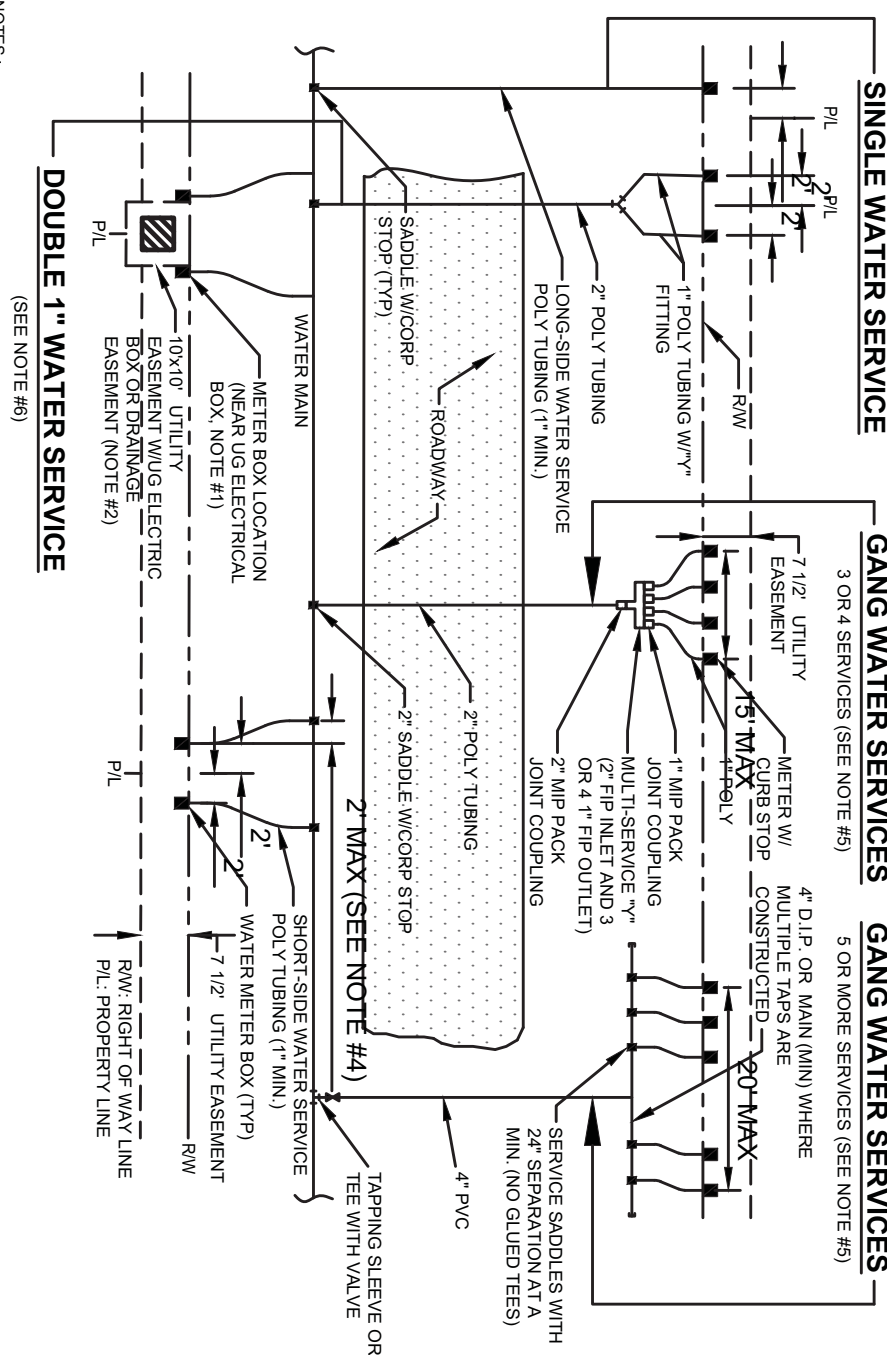 SINGLE WATER SERVICE
GANG WATER SERVICES
3 OR 4 SERVICES (SEE NOTE #5)
GANG WATER SERVICES
5 OR MORE SERVICES (SEE NOTE #5)
P/L
2'
2'
P/L
2'
R/W
7 1/2' UTILITY
EASEMENT
15' MAX
METER W/
CURB STOP
1" POLY
4" D.I.P. OR MAIN (MIN) WHERE
MULTIPLE TAPS ARE
CONSTRUCTED
20' MAX
1" POLY TUBING W/"Y"
FITTING
2" POLY TUBING
LONG-SIDE WATER SERVICE
POLY TUBING (1" MIN.)
1" MIP PACK
JOINT COUPLING
MULTI-SERVICE "Y"
(2" FIP INLET AND 3
OR 4 1" FIP OUTLET)
2" MIP PACK
JOINT COUPLING
SERVICE SADDLES WITH
24" SEPARATION AT A
MIN. (NO GLUED TEES)
ROADWAY
2" POLY TUBING
4" PVC
SADDLE W/CORP
STOP (TYP)
2" SADDLE W/CORP STOP
TAPPING SLEEVE OR
TEE WITH VALVE
WATER MAIN
2' MAX (SEE NOTE #4)
METER BOX LOCATION
(NEAR UG ELECTRICAL
BOX, NOTE #1)
2'
2'
SHORT-SIDE WATER SERVICE
POLY TUBING (1" MIN.)
WATER METER BOX (TYP)
7 1/2' UTILITY EASEMENT
R/W
10'x10' UTILITY
EASEMENT W/UG ELECTRIC
BOX OR DRAINAGE
EASEMENT (NOTE #2)
P/L
P/L
R/W: RIGHT OF WAY LINE
P/L: PROPERTY LINE
DOUBLE 1" WATER SERVICE
(SEE NOTE #6)
NOTES: